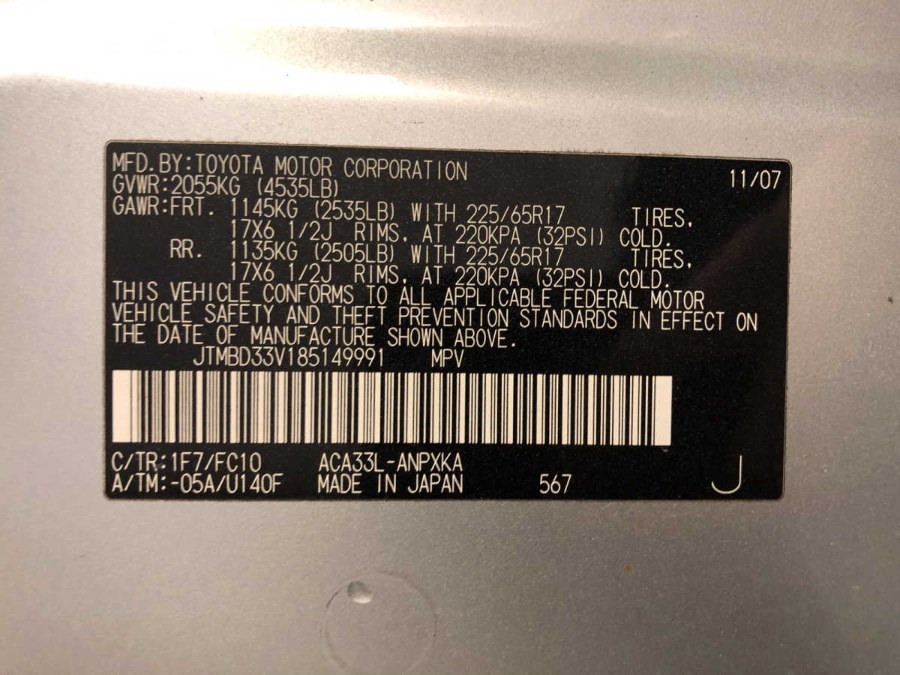 MFD.BY:TOYOTA MOTOR CORPORATION 11/07
GVWR:2055KG (4535LB)
GAWR:FRT. 1145KG (2535LB) WITH 225/65R17 TIRES,
17X6 1/2J RIMS, AT 220KPA (32PSI) COLD.
RR. 1135KG (2505LB) WITH 225/65R17 TIRES,
17X6 1/2J RIMS, AT 220KPA (32PSI) COLD.
THIS VEHICLE CONFORMS TO ALL APPLICABLE FEDERAL MOTOR
VEHICLE SAFETY AND THEFT PREVENTION STANDARDS IN EFFECT ON
THE DATE OF MANUFACTURE SHOWN ABOVE.
JTMBD33V185149991 MPV
C/TR:1F7/FC10 ACA33L-ANPXKA
A/TM:-05A/U140F MADE IN JAPAN 567 J